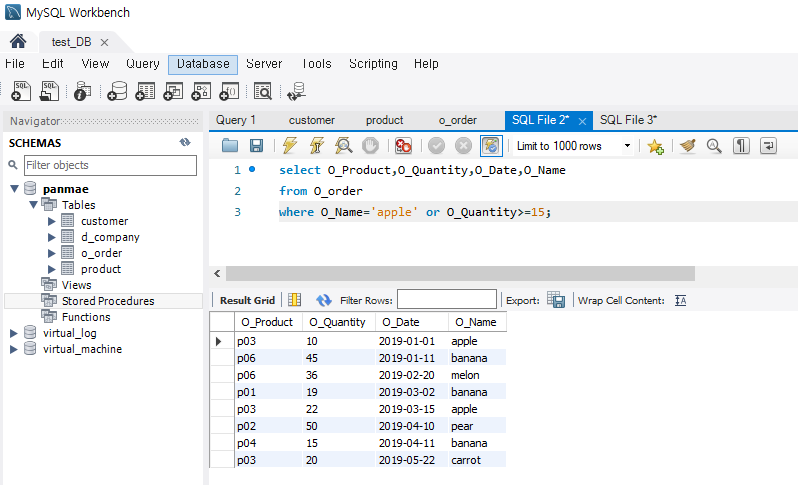 MySQL Workbench
test_DB
File Edit View Query Database Server Tools Scripting Help
Navigator
SCHEMAS
Filter objects
panmae
Tables
customer
d_company
o_order
product
Views
Stored Procedures
Functions
virtual_log
virtual_machine
Query 1 customer product o_order SQL File 2* SQL File 3*
Limit to 1000 rows
1 select O_Product,O_Quantity,O_Date,O_Name
2 from O_order
3 where O_Name='apple' or O_Quantity>=15;
Result Grid Filter Rows: Export: Wrap Cell Content:
O_Product O_Quantity O_Date O_Name
p03 10 2019-01-01 apple
p06 45 2019-01-11 banana
p06 36 2019-02-20 melon
p01 19 2019-03-02 banana
p03 22 2019-03-15 apple
p02 50 2019-04-10 pear
p04 15 2019-04-11 banana
p03 20 2019-05-22 carrot